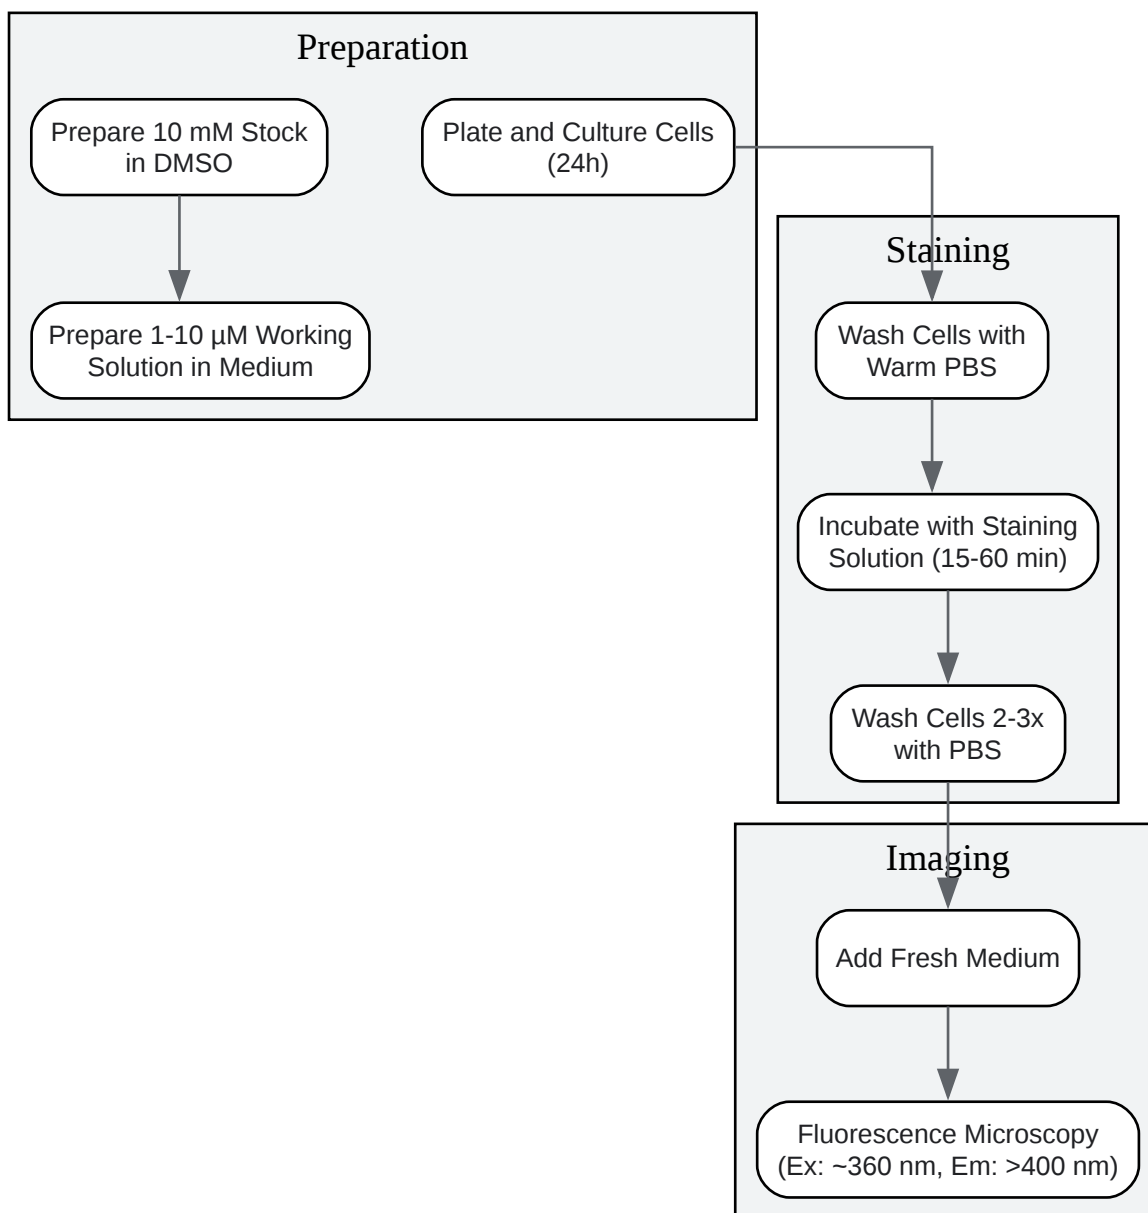 Preparation
Prepare 10 mM Stock
in DMSO
Plate and Culture Cells
(24h)
Prepare 1-10 µM Working
Solution in Medium
Staining
Wash Cells with
Warm PBS
Incubate with Staining
Solution (15-60 min)
Wash Cells 2-3x
with PBS
Imaging
Add Fresh Medium
Fluorescence Microscopy
(Ex: ~360 nm, Em: >400 nm)